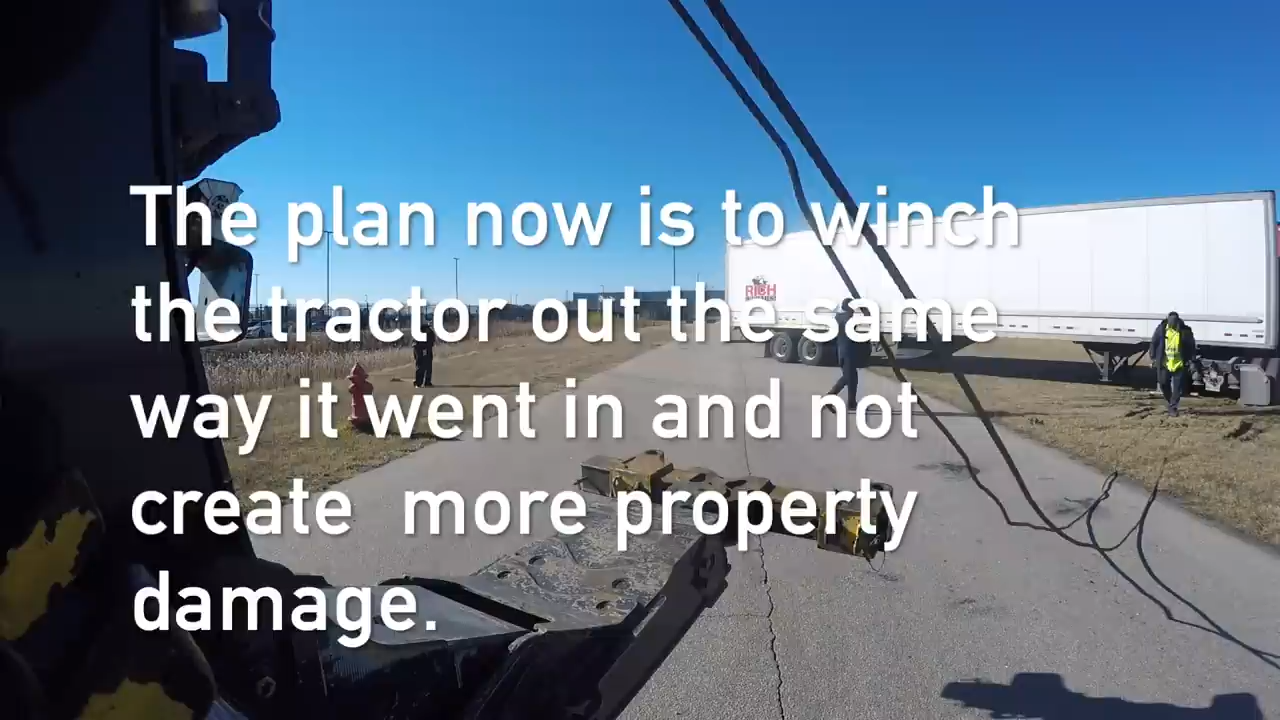 The plan now is to winch
the tractor out the same
way it went in and not
create more property
damage.
RICH